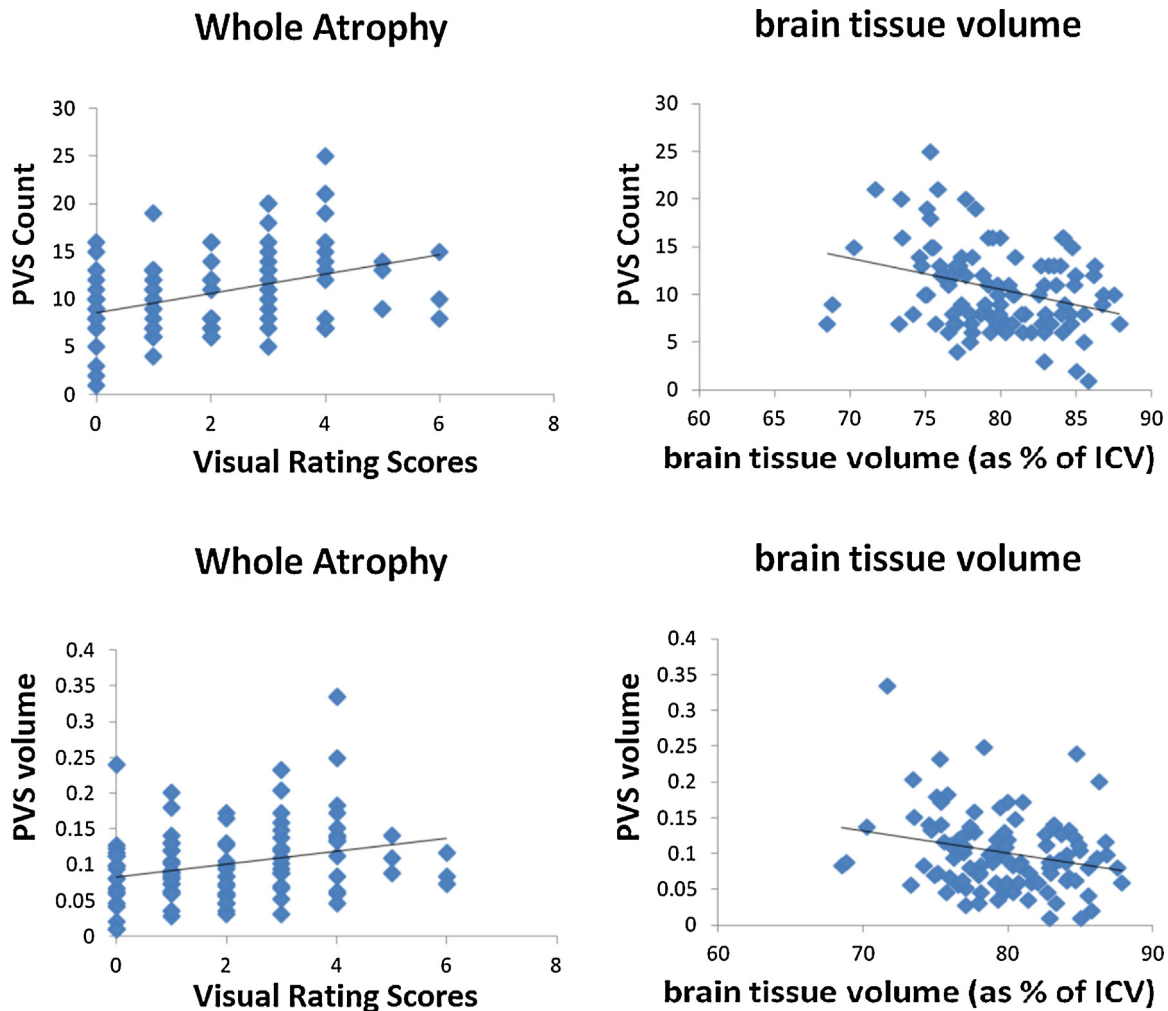 Whole Atrophy
PVS Count
30
25
20
15
10
5
0
0 2 4 6 8
Visual Rating Scores
brain tissue volume
PVS Count
30
25
20
15
10
5
0
60 65 70 75 80 85 90
brain tissue volume (as % of ICV)
Whole Atrophy
PVS volume
0.4
0.35
0.3
0.25
0.2
0.15
0.1
0.05
0
0 2 4 6 8
Visual Rating Scores
brain tissue volume
PVS volume
0.4
0.35
0.3
0.25
0.2
0.15
0.1
0.05
0
60 70 80 90
brain tissue volume (as % of ICV)